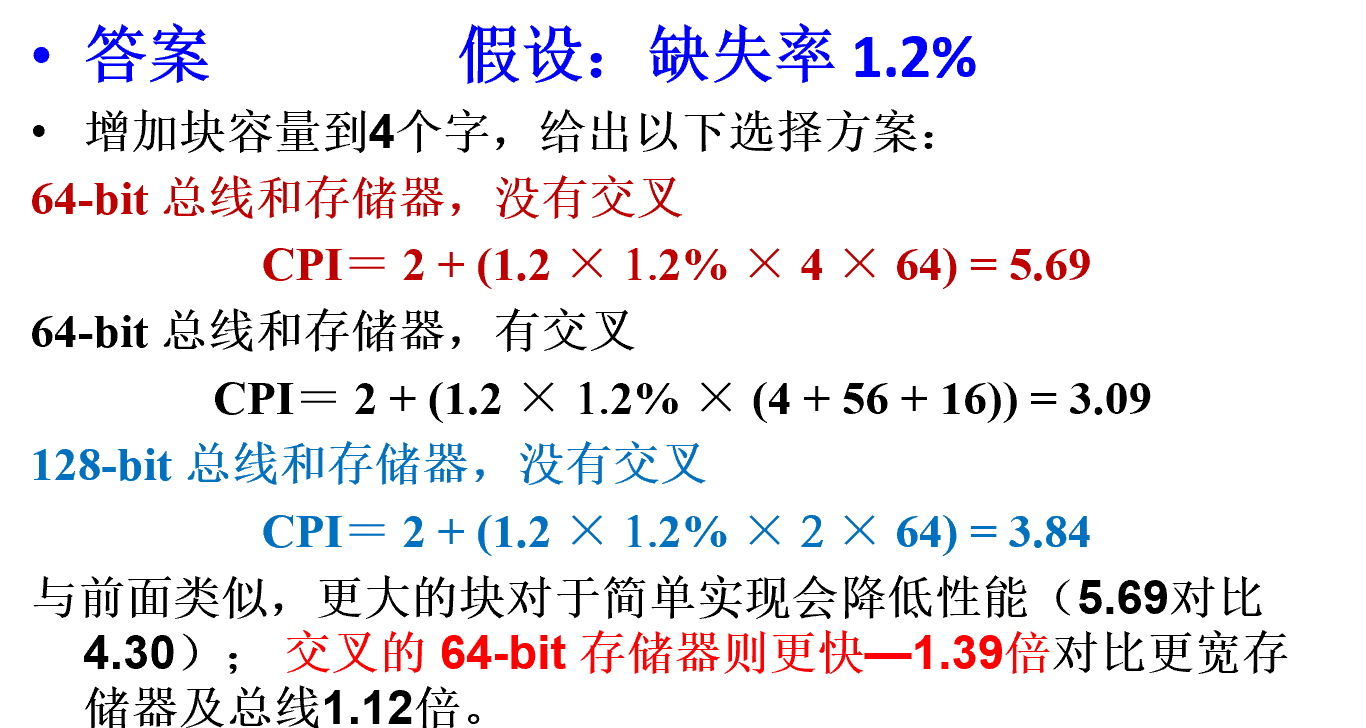 • 答案 假设：缺失率 1.2%
• 增加块容量到4个字，给出以下选择方案：
64-bit 总线和存储器，没有交叉
CPI＝ 2 + (1.2 × 1.2% × 4 × 64) = 5.69
64-bit 总线和存储器，有交叉
CPI＝ 2 + (1.2 × 1.2% × (4 + 56 + 16)) = 3.09
128-bit 总线和存储器，没有交叉
CPI＝ 2 + (1.2 × 1.2% × 2 × 64) = 3.84
与前面类似，更大的块对于简单实现会降低性能（5.69对比
4.30）； 交叉的 64-bit 存储器则更快—1.39倍对比更宽存
储器及总线1.12倍。